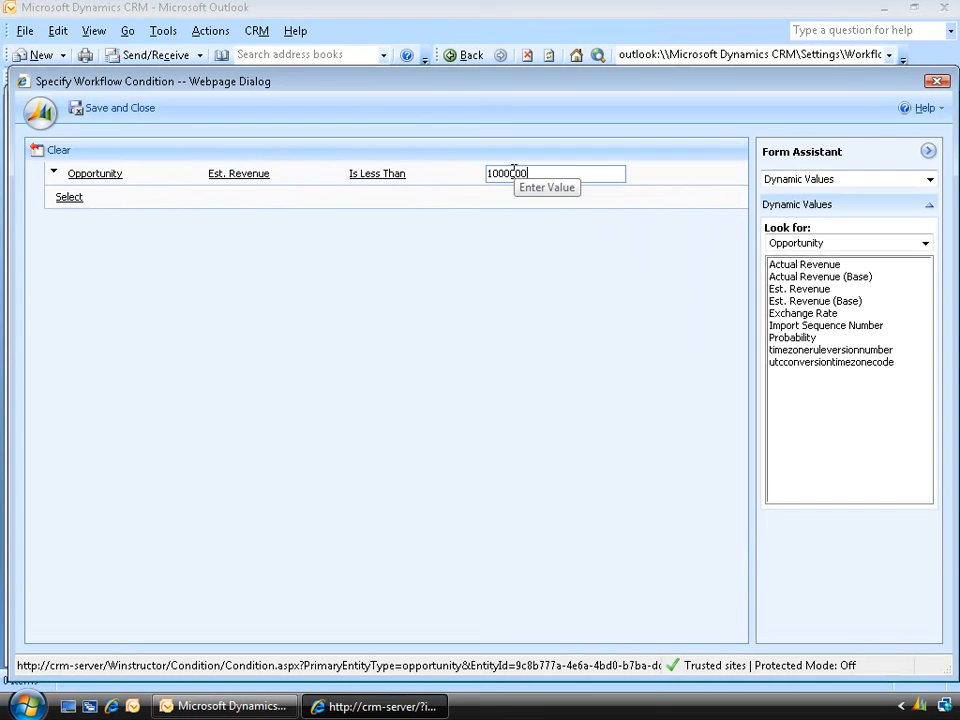 Microsoft Dynamics CRM - Microsoft Outlook
File Edit View Go Tools Actions CRM Help
Type a question for help
New Send/Receive Search address books Back outlook:\\Microsoft Dynamics CRM\Settings\Workflc
Specify Workflow Condition -- Webpage Dialog
Save and Close
Help
Clear
Form Assistant
Opportunity Est. Revenue Is Less Than 1000000
Dynamic Values
Enter Value
Select
Dynamic Values
Look for:
Opportunity
Actual Revenue
Actual Revenue (Base)
Est. Revenue
Est. Revenue (Base)
Exchange Rate
Import Sequence Number
Probability
timezoneruleversionnumber
utcconversiontimezonecode
http://crm-server/Winstructor/Condition/Condition.aspx?PrimaryEntityType=opportunity&EntityId=9c8b777a-4e6a-4bd0-b7ba-dc
Trusted sites | Protected Mode: Off
Microsoft Dynamics... http://crm-server/?i...